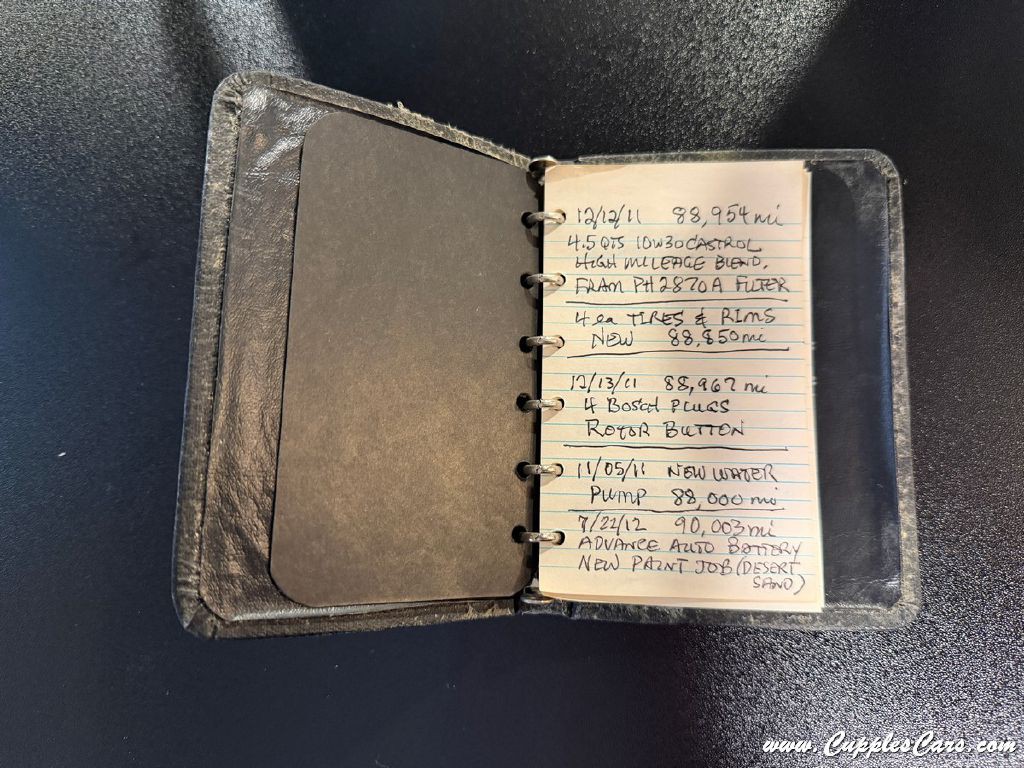 12/12/11 88,954 mi
4.5 QTS 10W30 CASTROL
HIGH MILEAGE BLEND.
FRAM PH2870A FILTER
4 ea TIRES & RIMS
NEW 88,850 mi
12/13/11 88,967 mi
4 Bosch PLUGS
ROTOR BUTTON
11/05/11 NEW WATER
PUMP 88,000 mi
7/22/12 90,003 mi
ADVANCE AUTO BATTERY
NEW PAINT JOB (DESERT
SAND)
www.CupplesCars.com